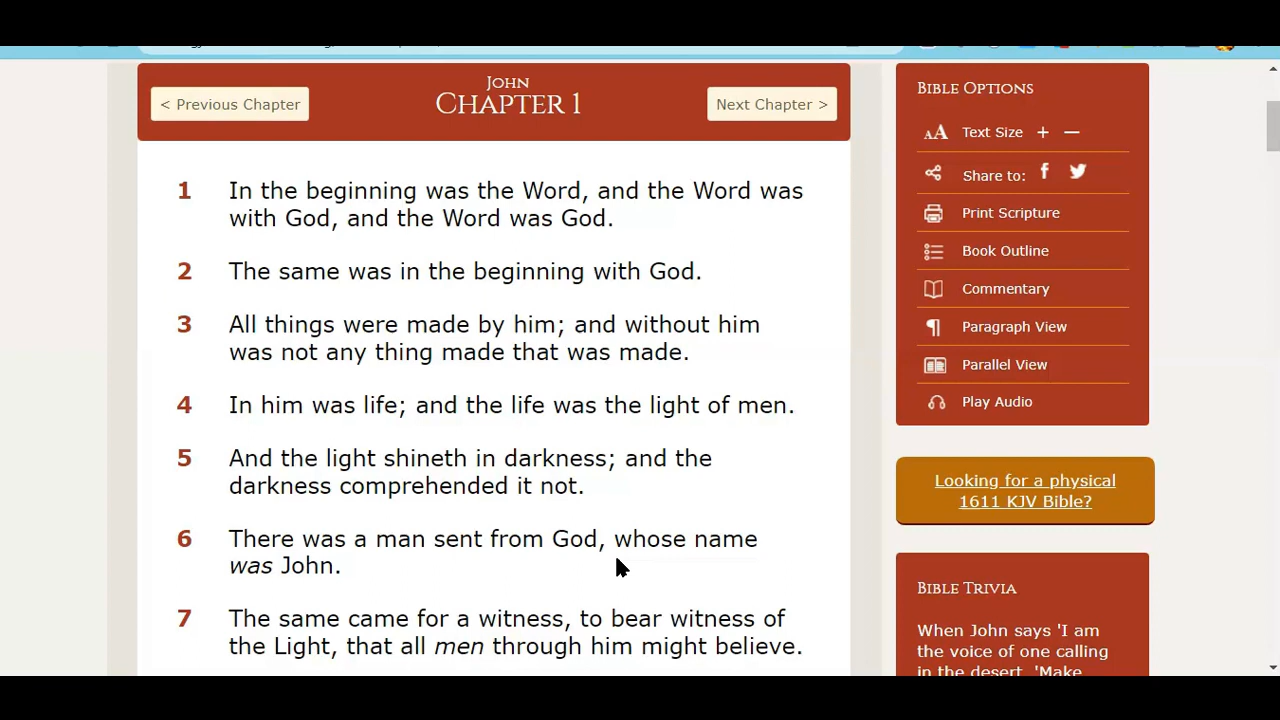 JOHN
CHAPTER 1
< Previous Chapter
Next Chapter >
1 In the beginning was the Word, and the Word was
with God, and the Word was God.
2 The same was in the beginning with God.
3 All things were made by him; and without him
was not any thing made that was made.
4 In him was life; and the life was the light of men.
5 And the light shineth in darkness; and the
darkness comprehended it not.
6 There was a man sent from God, whose name
was John.
7 The same came for a witness, to bear witness of
the Light, that all men through him might believe.
BIBLE OPTIONS
AA Text Size + —
Share to: f
Print Scripture
Book Outline
Commentary
¶ Paragraph View
Parallel View
Play Audio
Looking for a physical
1611 KJV Bible?
BIBLE TRIVIA
When John says 'I am
the voice of one calling
in the desert, 'Make